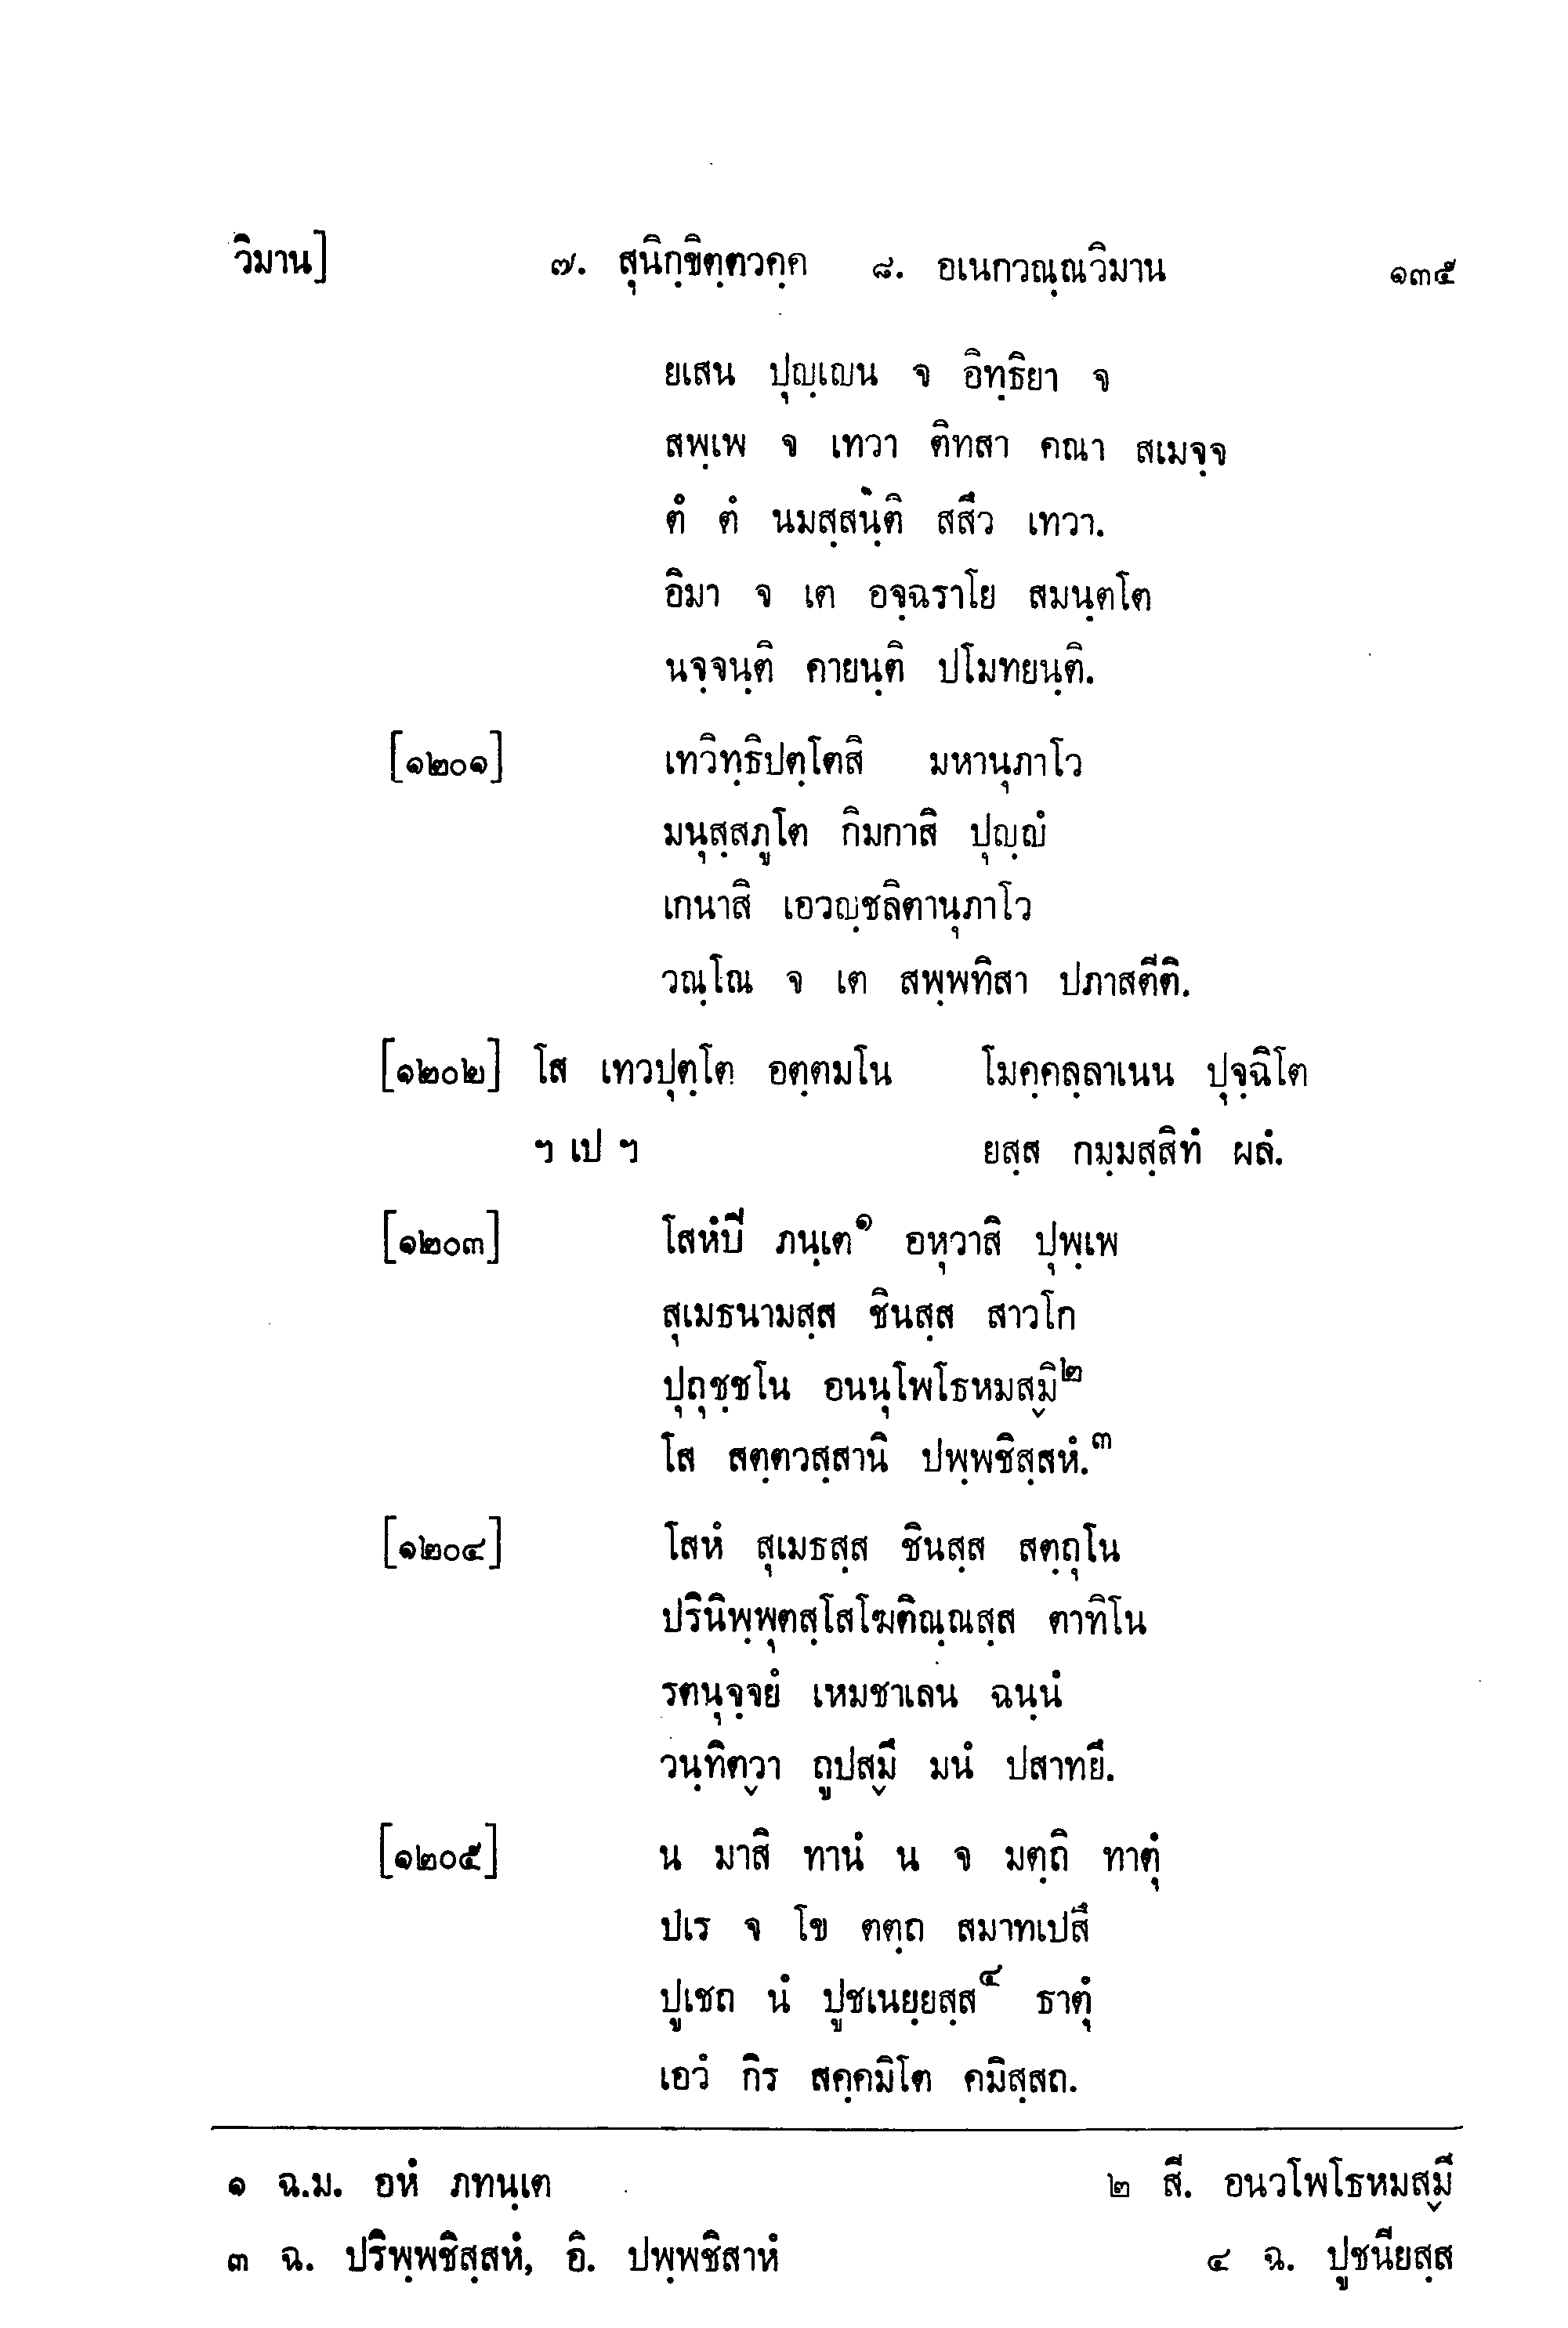 วิมาน] ๗. สุนิกฺขิตฺตวคฺค ๘. อเนกวณฺณวิมาน ๑๓๕
ยเสน ปุญฺเญน จ อิทฺธิยา จ
สพฺเพ จ เทวา ติทสา คณา สเมจฺจ
ตํ ตํ นมสฺสนฺติ สสึว เทวา.
อิมา จ เต อจฺฉราโย สมนฺตโต
นจฺจนฺติ คายนฺติ ปโมทยนฺติ.
[๑๒๐๑] เทวิทฺธิปตฺโตสิ มหานุภาโว
มนุสฺสภูโต กิมกาสิ ปุญฺญํ
เกนาสิ เอวญฺชลิตานุภาโว
วณฺโณ จ เต สพฺพทิสา ปภาสตีติ.
[๑๒๐๒] โส เทวปุตฺโต อตฺตมโน โมคฺคลฺลาเนน ปุจฺฉิโต
ฯ เป ฯ ยสฺส กมฺมสฺสิทํ ผลํ.
[๑๒๐๓] โสหํปิ ภนฺเต๑ อหุวาสิ ปุพฺเพ
สุเมธนามสฺส ชินสฺส สาวโก
ปุถุชฺชโน อนนุโพโธหมสฺมิ๒
โส สตฺตวสฺสานิ ปพฺพชิสฺสหํ.๓
[๑๒๐๔] โสหํ สุเมธสฺส ชินสฺส สตฺถุโน
ปรินิพฺพุตสฺโสโฆติณฺณสฺส ตาทิโน
รตนุจฺจยํ เหมชาเลน ฉนฺนํ
วนฺทิตฺวา ถูปสฺมึ มนํ ปสาทยึ.
[๑๒๐๕] น มาสิ ทานํ น จ มตฺถิ ทาตุํ
ปเร จ โข ตตฺถ สมาทเปสึ
ปูเชถ นํ ปูชเนยฺยสฺส๔ ธาตุํ
เอวํ กิร สคฺคมิโต คมิสฺสถ.
๑ ฉ.ม. อหํ ภทนฺเต ๒ สี. อนวโพโธหมสฺมึ
๓ ฉ. ปริพฺพชิสฺสหํ, อิ. ปพฺพชิสาหํ ๔ ฉ. ปูชนียสฺส